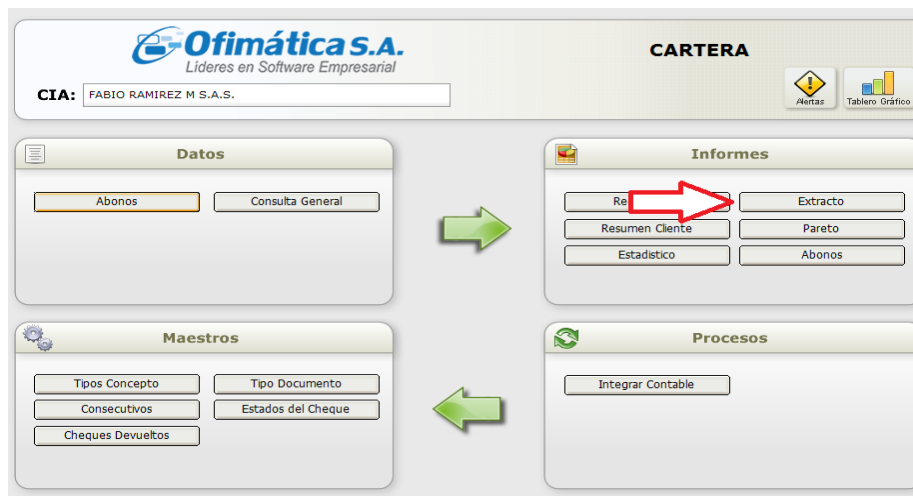 Ofimática S.A.
Lideres en Software Empresarial
CARTERA
CIA: FABIO RAMIREZ M S.A.S.
Alertas
Tablero Gráfico
Datos
Abonos
Consulta General
Informes
Extracto
Resumen Cliente
Pareto
Estadistico
Abonos
Maestros
Tipos Concepto
Tipo Documento
Consecutivos
Estados del Cheque
Cheques Devueltos
Procesos
Integrar Contable